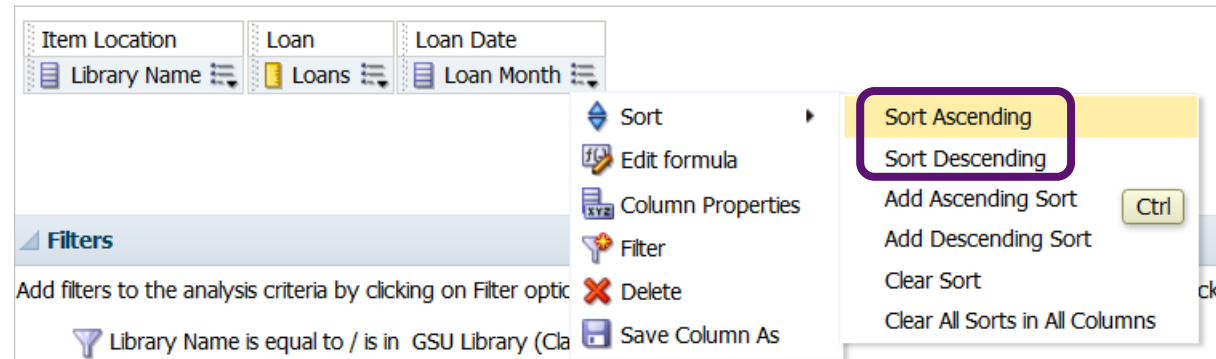 Item Location Loan Loan Date
Library Name Loans Loan Month
Sort
Edit formula
Column Properties
Filter
Delete
Save Column As
Sort Ascending
Sort Descending
Add Ascending Sort
Add Descending Sort
Clear Sort
Clear All Sorts in All Columns
Ctrl
Filters
Add filters to the analysis criteria by clicking on Filter
Library Name is equal to / is in GSU Library (Cla